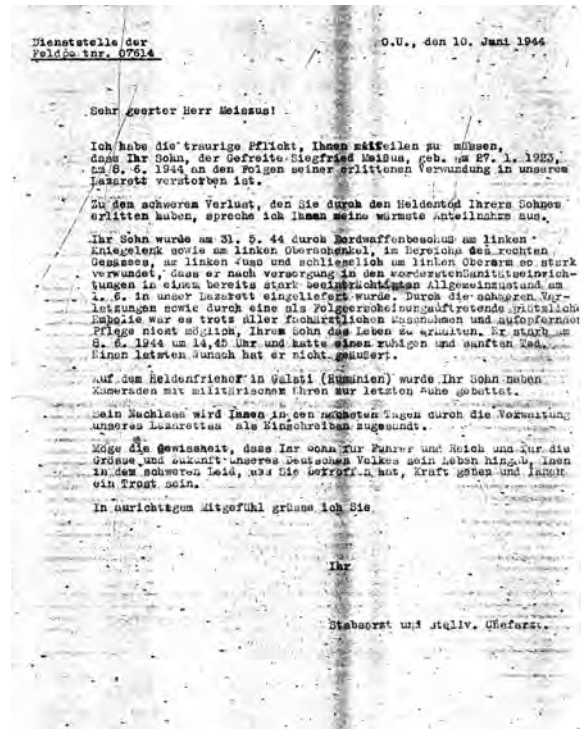 Dienststelle der
Feldpo tnr. 07614
O.U., den 10. Juni 1944
Sehr geerter Herr Meiszus!
Ich habe die traurige Pflicht, Ihnen mitteilen zu müssen,
dass Ihr Sohn, der Gefreite Siegfried Meißus, geb. am 27. 1. 1923,
am 8. 6. 1944 an den Folgen seiner erlittenen Verwundung in unserem
Lazarett verstorben ist.
Zu dem schweren Verlust, den Sie durch den Heldentod Ihrers Sohnes
erlitten haben, spreche ich Ihnen meine wärmste Anteilnahme aus.
Ihr Sohn wurde am 31. 5. 44 durch Bordwaffenbeschuß am linken
Kniegelenk sowie am linken Oberschenkel, im Bereiche des rechten
Gesässes, am linken Fuso und schliesslich am linken Oberarm so stark
verwundet, dass er nach versorgung in den vorderstenSanitätseinrich-
tungen in einem bereits stark beeinträchtigten Allgemeinzustand am
1. 6. in unser Lazarett eingeliefert wurde. Durch die schweren Ver-
letzungen sowie durch eine als Folgeerscheinung auftretende plötzlich
Embolie war es trotz aller fachärztlichen Massnahmen und aufopfernder
Pflege nicht möglich, Ihrem Sohn das Leben zu erhalten. Er starb am
8. 6. 1944 um 14,45 Uhr und hatte einen ruhigen und sanften Tod.
Einen letzten Wunsch hat er nicht geäußert.
Auf dem Heldenfriehof in Galati (Rumänien) wurde Ihr Sohn neben
Kameraden mit militärischen Ehren zur letzten Ruhe gebettet.
Sein Nachlass wird Ihnen in den nächsten Tagen durch die Verwaltung
unseres Lazarettes als Einschreiben zugesandt.
Möge die Gewissheit, dass Ihr Sohn für Führer und Reich und für die
Grösse und Zukunft unseres Deutschen Volkes sein Leben hingab, Inen
in dem schweren Leid, das Sie betroffen hat, Kraft geben und Ihnen
ein Trost sein.
In aurichtigem Mitgefühl grüsse ich Sie
Ihr
Stabsarzt und stellv. Chefarzt.